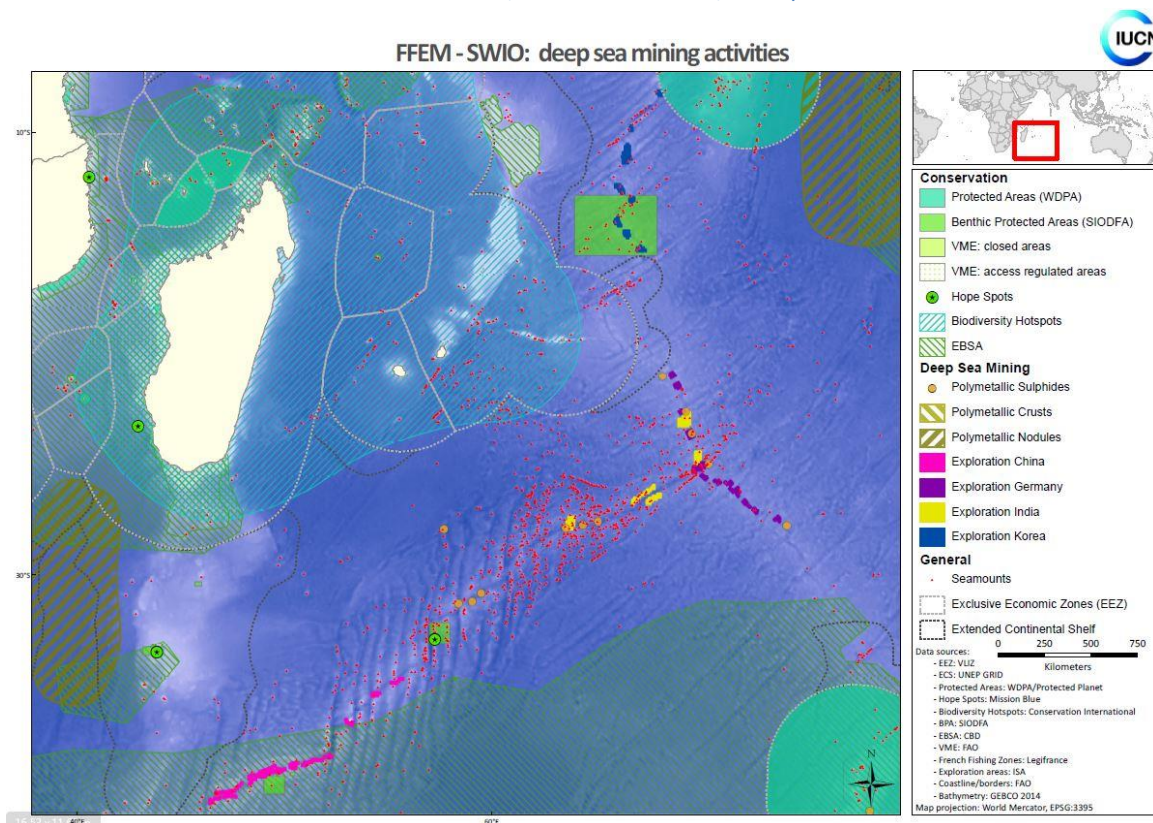 IUCN
FFEM - SWIO: deep sea mining activities
10°S
30°S
60°E
Conservation
Protected Areas (WDPA)
Benthic Protected Areas (SIODFA)
VME: closed areas
VME: access regulated areas
Hope Spots
Biodiversity Hotspots
EBSA
Deep Sea Mining
Polymetallic Sulphides
Polymetallic Crusts
Polymetallic Nodules
Exploration China
Exploration Germany
Exploration India
Exploration Korea
General
Seamounts
Exclusive Economic Zones (EEZ)
Extended Continental Shelf
0 250 500 750
Kilometers
Data sources:
- EEZ: VLIZ
- ECS: UNEP GRID
- Protected Areas: WDPA/Protected Planet
- Hope Spots: Mission Blue
- Biodiversity Hotspots: Conservation International
- BPA: SIODFA
- EBSA: CBD
- VME: FAO
- French Fishing Zones: Legifrance
- Exploration areas: ISA
- Coastline/borders: FAO
- Bathymetry: GEBCO 2014
Map projection: World Mercator, EPSG:3395
N